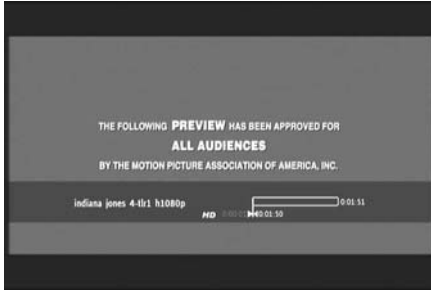 THE FOLLOWING PREVIEW HAS BEEN APPROVED FOR
ALL AUDIENCES
BY THE MOTION PICTURE ASSOCIATION OF AMERICA, INC.
indiana jones 4-tlr1 h1080p
0:01:51
HD 0:01:50